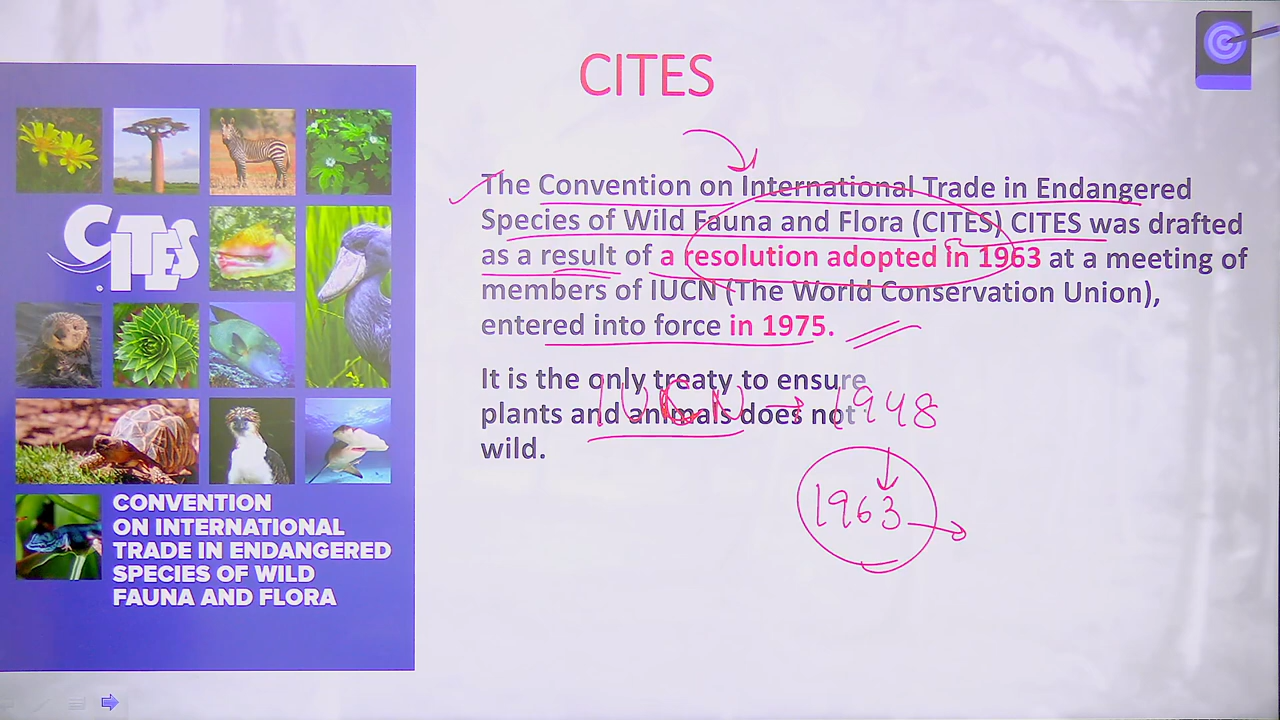 CITES
The Convention on International Trade in Endangered
Species of Wild Fauna and Flora (CITES) CITES was drafted
as a result of a resolution adopted in 1963 at a meeting of
members of IUCN (The World Conservation Union),
entered into force in 1975.
It is the only treaty to ensure
plants and animals does not
wild.
IUCN → 1948
1963
CITES
CONVENTION
ON INTERNATIONAL
TRADE IN ENDANGERED
SPECIES OF WILD
FAUNA AND FLORA